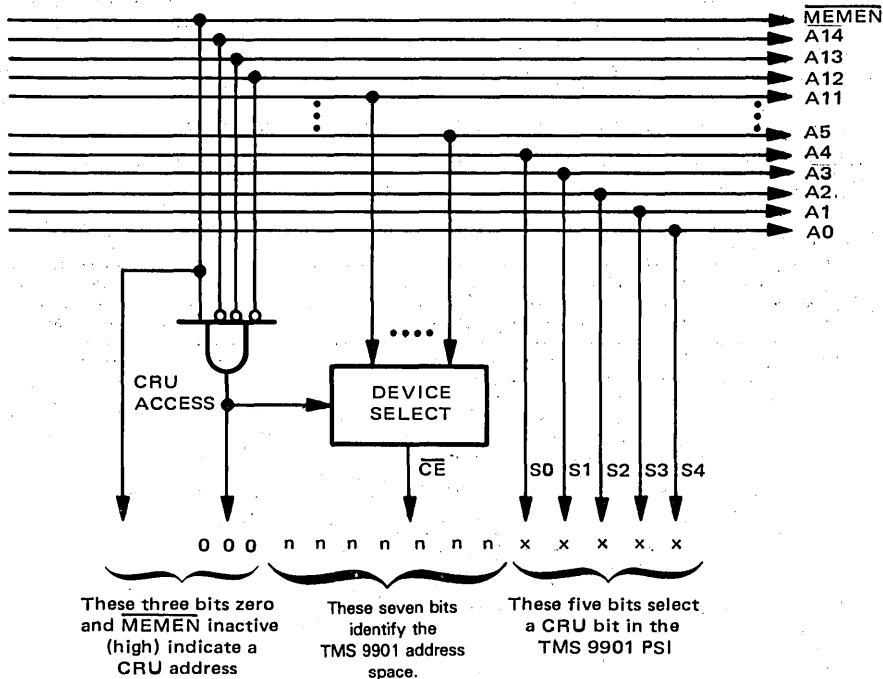 MEMEN
A14
A13
A12
A11
A5
A4
A3
A2
A1
A0
CRU
ACCESS
DEVICE
SELECT
CE
S0 S1 S2 S3 S4
0 0 0 n n n n n n n x x x x x
These three bits zero
and MEMEN inactive
(high) indicate a
CRU address
These seven bits
identify the
TMS 9901 address
space.
These five bits select
a CRU bit in the
TMS 9901 PSI